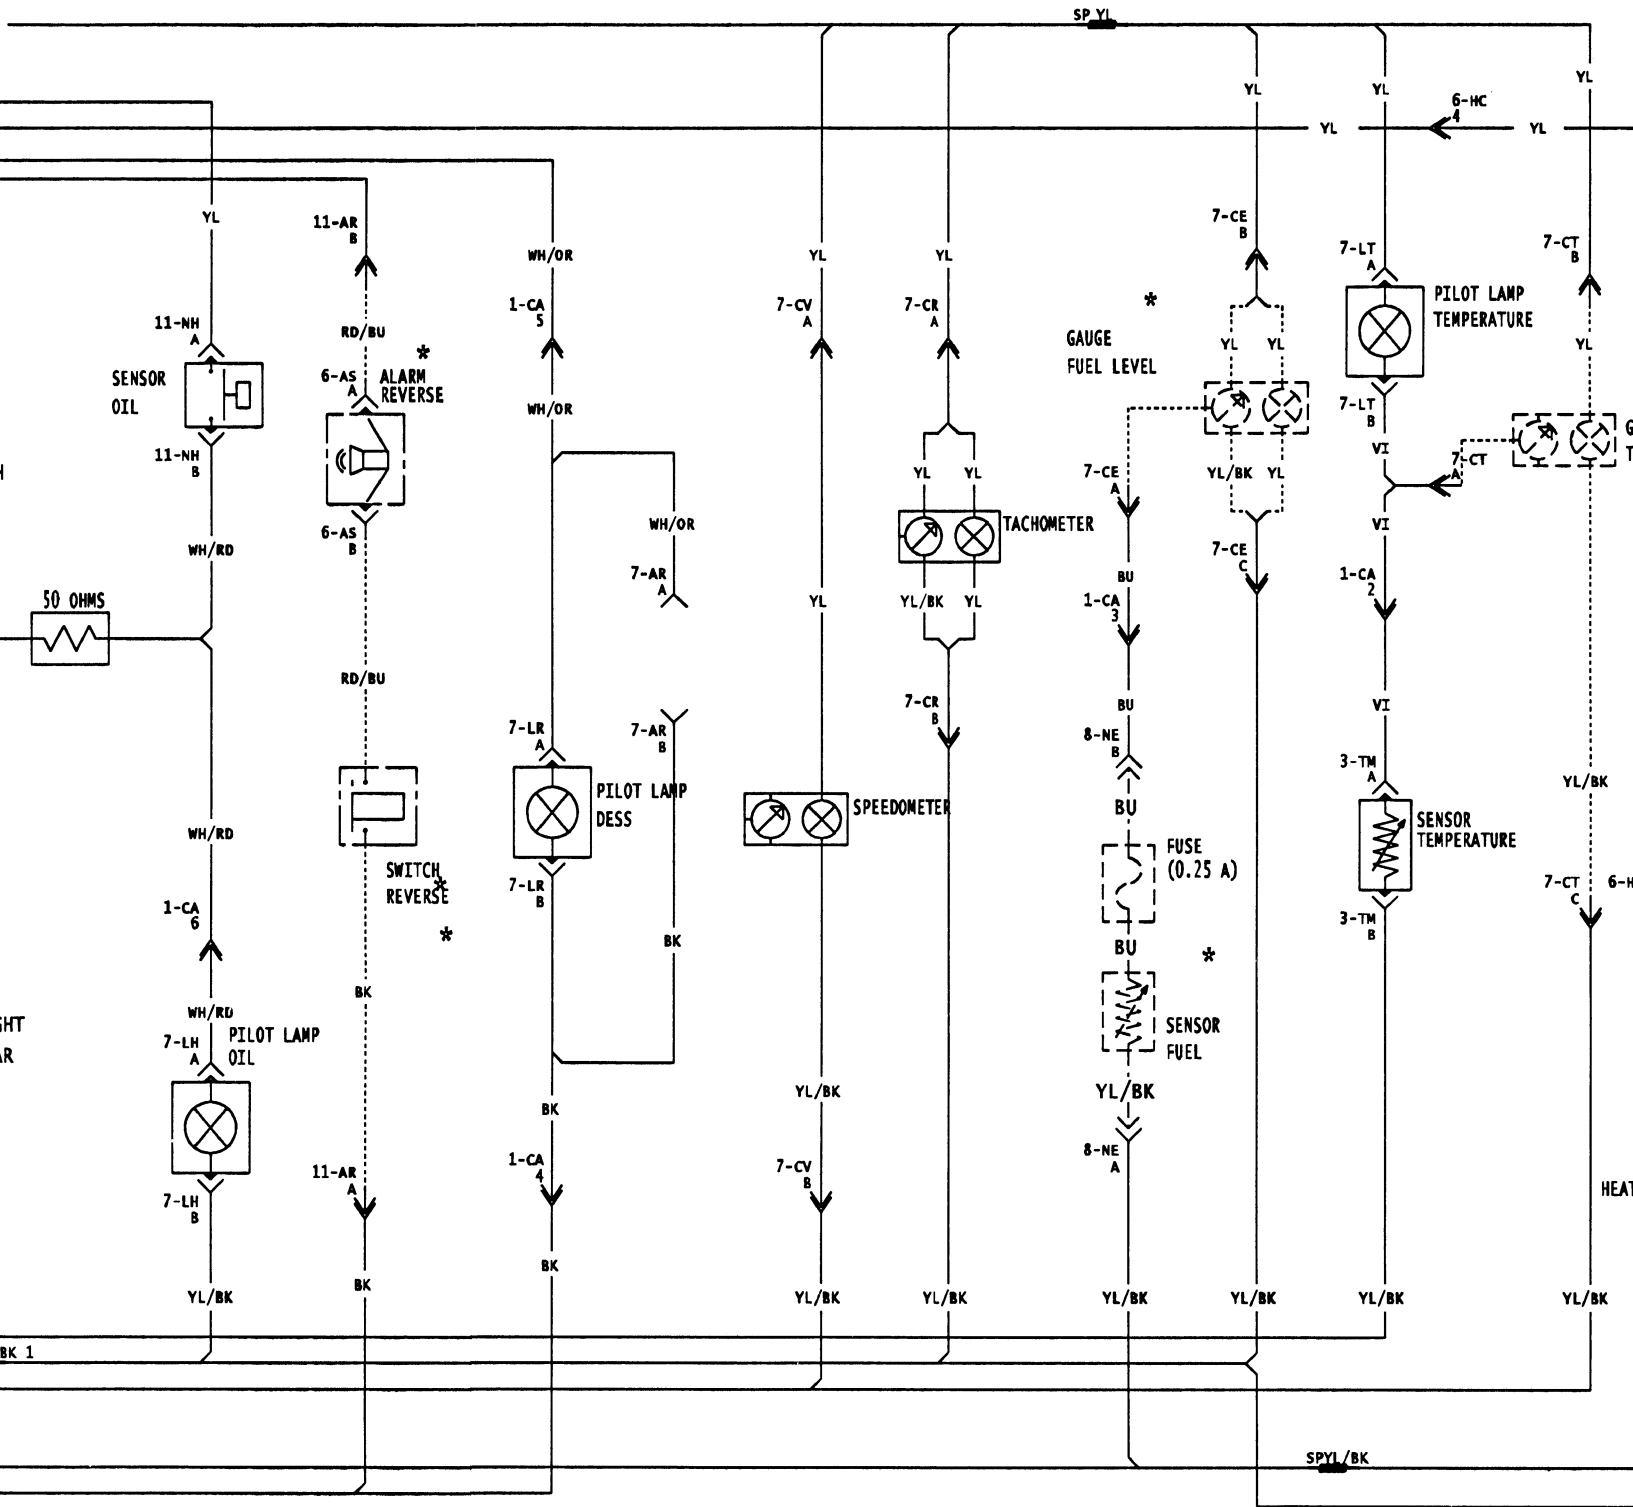 SP YL
YL
YL
YL
6-HC
4
YL
YL
YL
11-AR
B
7-CE
B
WH/OR
YL
YL
7-LT
A
7-CT
B
PILOT LAMP
TEMPERATURE
*
1-CA
5
7-CV
A
7-CR
A
11-NH
A
RD/BU
GAUGE
FUEL LEVEL
YL
YL
YL
*
SENSOR
OIL
6-AS
A
ALARM
REVERSE
WH/OR
7-LT
B
G
T
11-NH
B
VI
7-CT
A
H
7-CE
A
YL
YL
YL/BK
YL
WH/OR
TACHOMETER
VI
6-AS
B
WH/RD
7-CE
C
7-AR
A
BU
1-CA
2
50 OHMS
YL
YL/BK
YL
1-CA
3
RD/BU
7-CR
B
BU
VI
7-LR
A
7-AR
B
8-NE
B
3-TM
A
YL/BK
PILOT LAMP
DESS
SPEEDOMETER
BU
SENSOR
TEMPERATURE
WH/RD
FUSE
(0.25 A)
SWITCH
REVERSE
*
7-LR
B
7-CT
C
6-H
1-CA
6
3-TM
B
*
BK
BU
*
BK
WH/RD
GHT
AR
7-LH
A
PILOT LAMP
OIL
SENSOR
FUEL
YL/BK
YL/BK
BK
8-NE
A
11-AR
A
1-CA
4
7-CV
B
HEAT
7-LH
B
BK
BK
YL/BK
YL/BK
YL/BK
YL/BK
YL/BK
YL/BK
YL/BK
BK 1
SPYL/BK